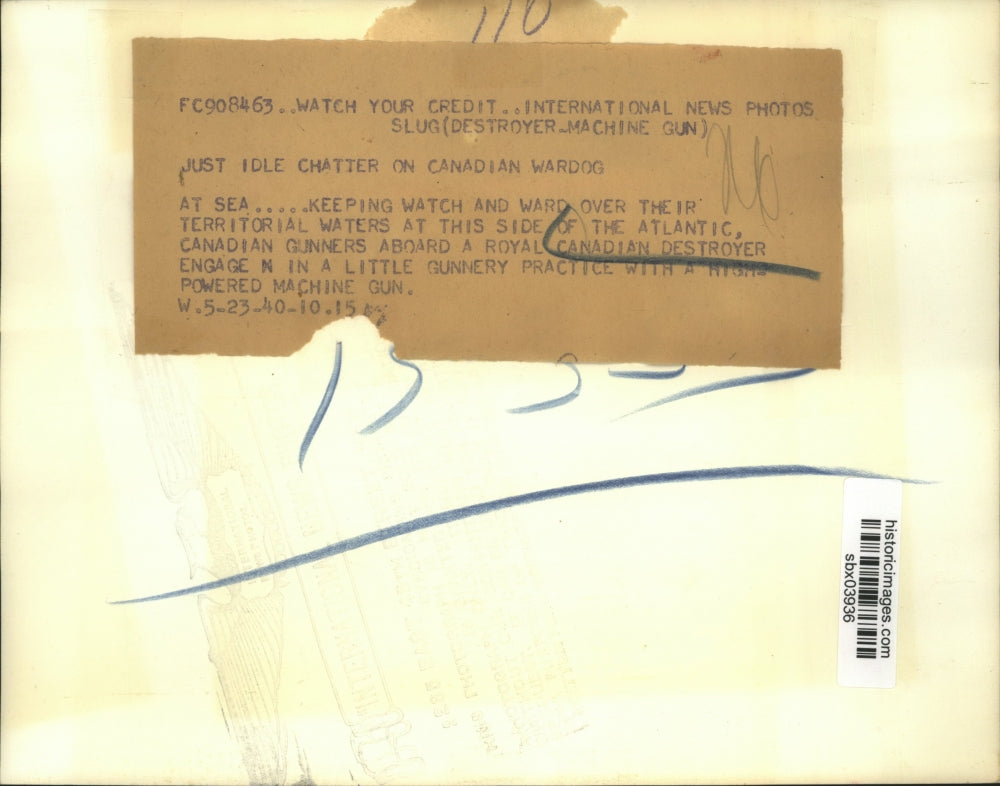 110
FC908463..WATCH YOUR CREDIT..INTERNATIONAL NEWS PHOTOS
SLUG(DESTROYER-MACHINE GUN)
JUST IDLE CHATTER ON CANADIAN WARDOG
AT SEA.....KEEPING WATCH AND WARD OVER THEIR
TERRITORIAL WATERS AT THIS SIDE OF THE ATLANTIC,
CANADIAN GUNNERS ABOARD A ROYAL CANADIAN DESTROYER
ENGAGE N IN A LITTLE GUNNERY PRACTICE WITH A HIGH-
POWERED MACHINE GUN.
W.5-23-40-10.15
historicimages.com
sbx03936